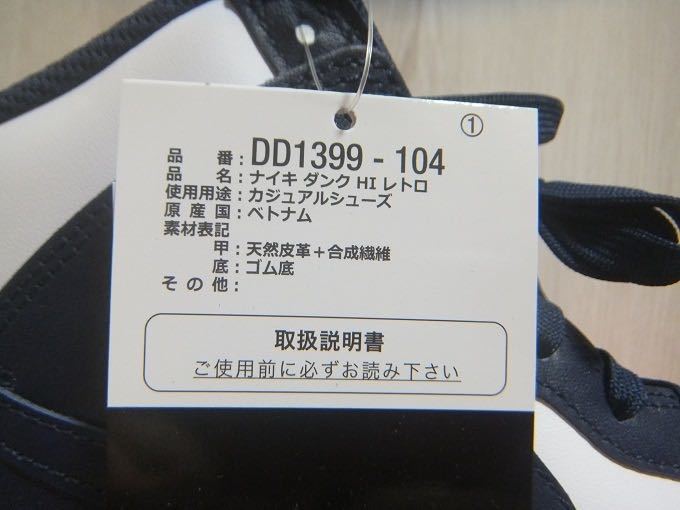 ①
品番：DD1399 - 104
品名：ナイキ ダンク HI レトロ
使用用途：カジュアルシューズ
原産国：ベトナム
素材表記
甲：天然皮革＋合成繊維
底：ゴム底
その他：
取扱説明書
ご使用前に必ずお読み下さい